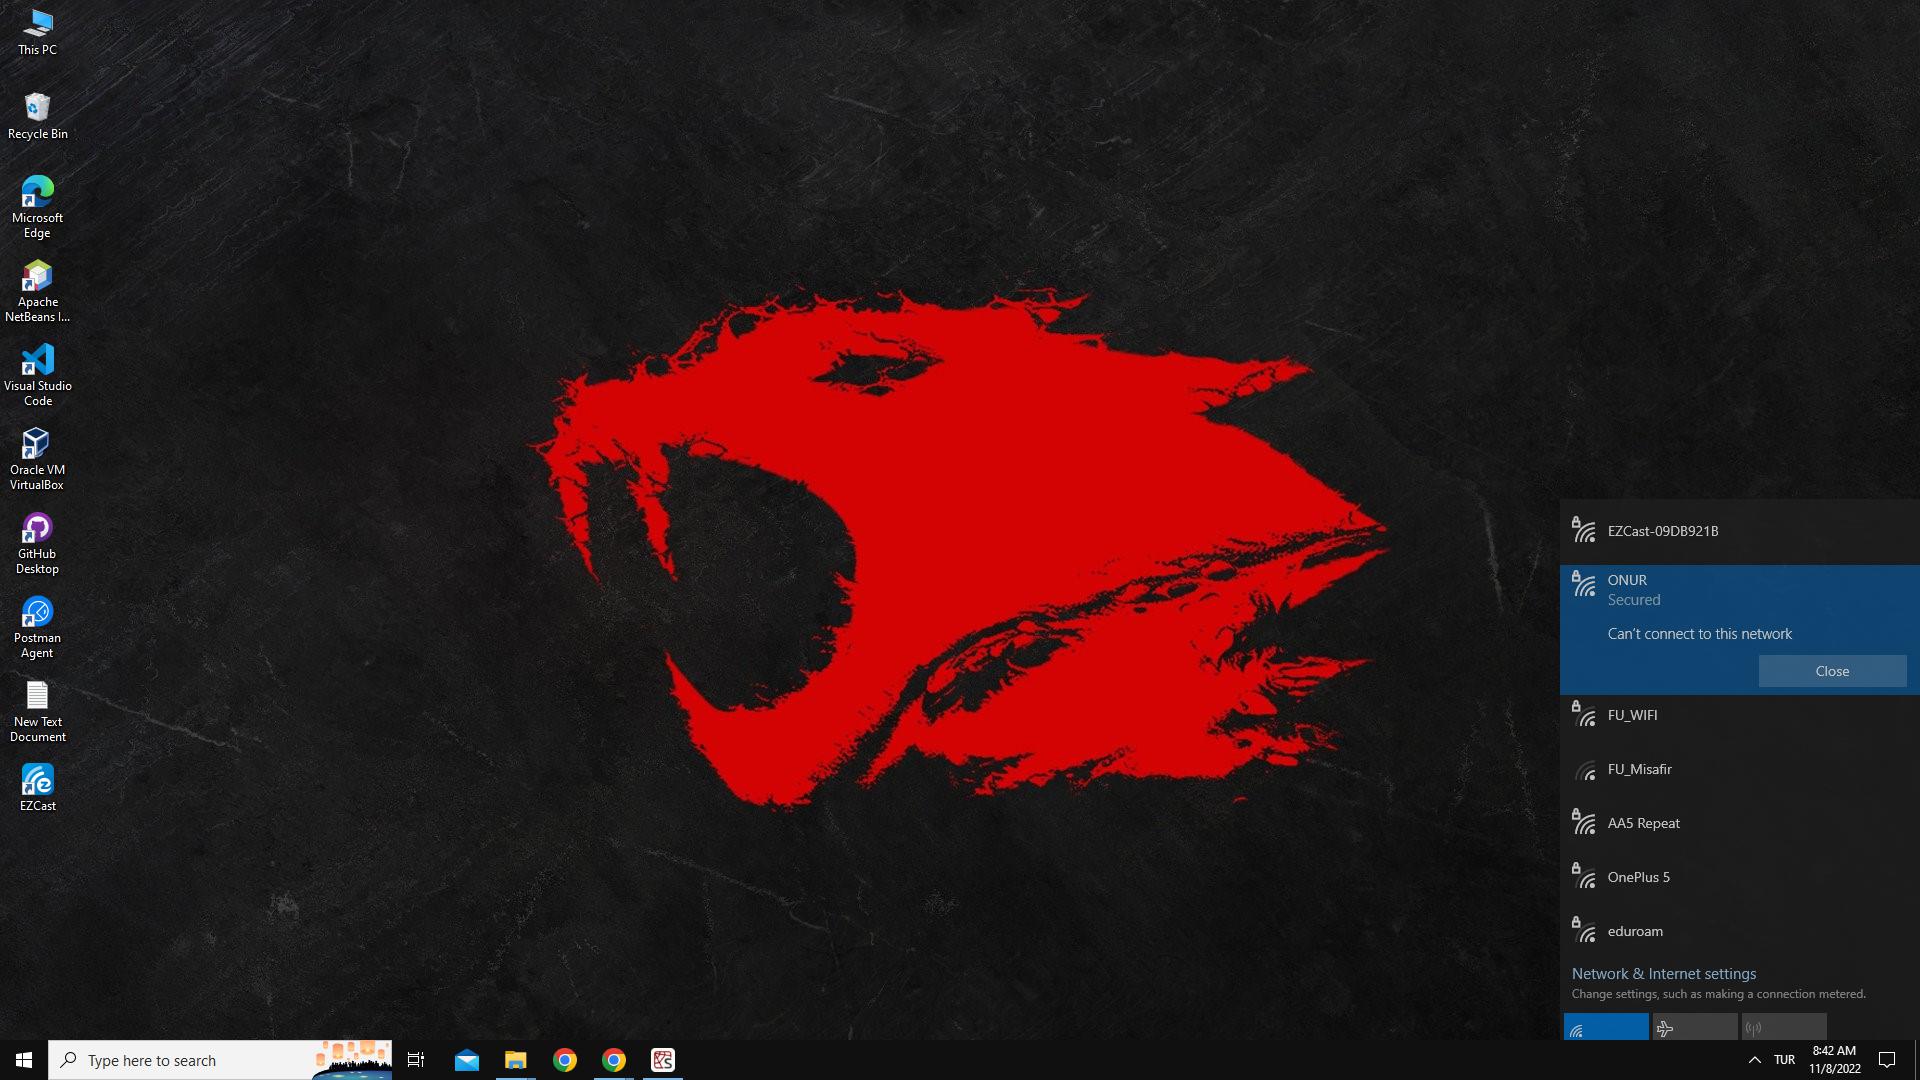 This PC
Recycle Bin
Microsoft
Edge
Apache
NetBeans I...
Visual Studio
Code
Oracle VM
VirtualBox
GitHub
Desktop
Postman
Agent
New Text
Document
EZCast
EZCast-09DB921B
ONUR
Secured
Can't connect to this network
Close
FU_WIFI
FU_Misafir
AA5 Repeat
OnePlus 5
eduroam
Network & Internet settings
Change settings, such as making a connection metered.
Type here to search
TUR
8:42 AM
11/8/2022